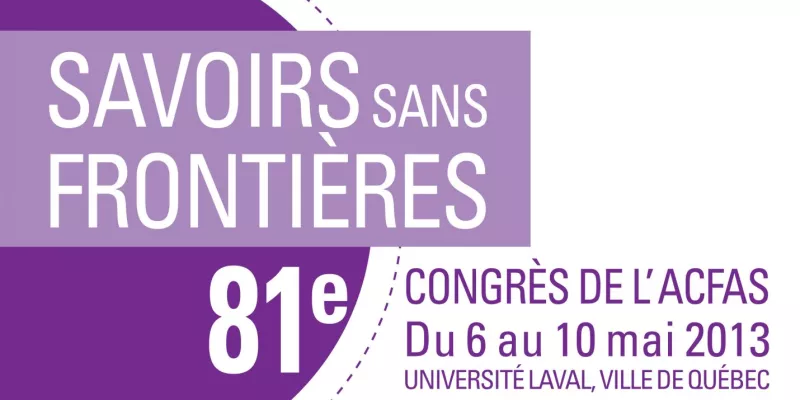 SAVOIRS SANS
FRONTIÈRES
81e
CONGRÈS DE L'ACFAS
Du 6 au 10 mai 2013
UNIVERSITÉ LAVAL, VILLE DE QUÉBEC